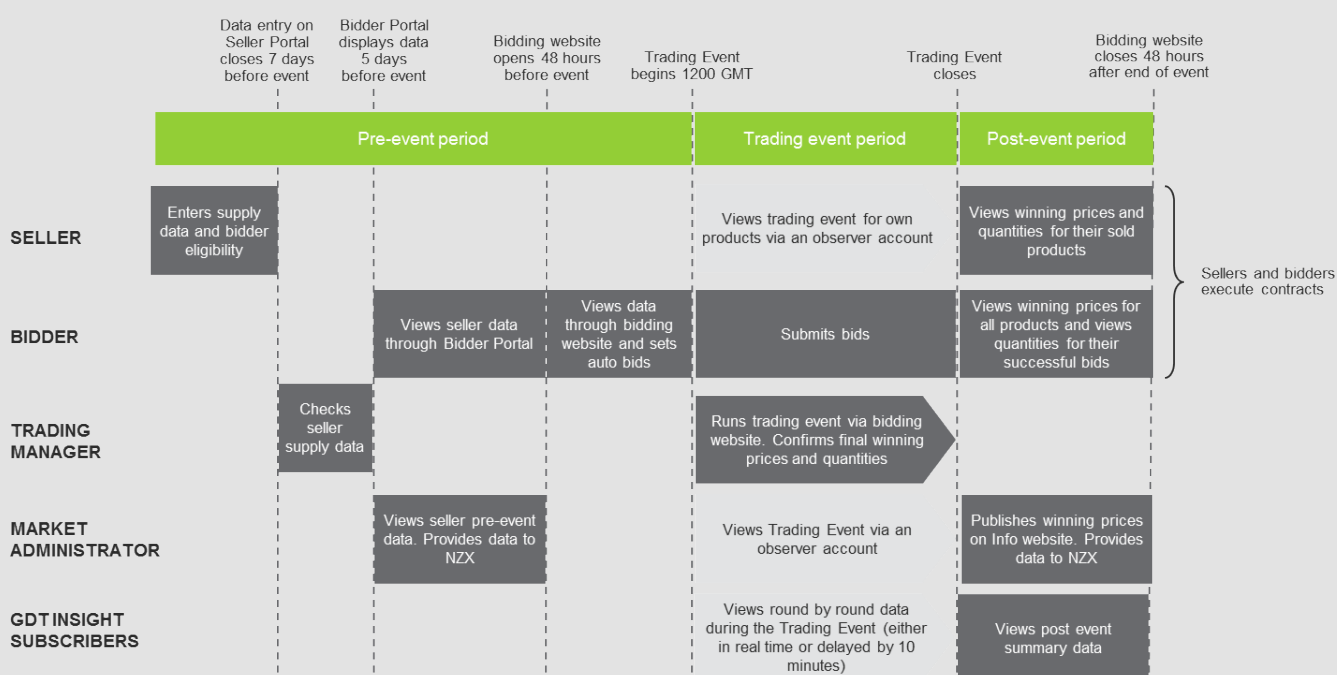 Data entry on
Seller Portal
closes 7 days
before event
Bidder Portal
displays data
5 days
before event
Bidding website
opens 48 hours
before event
Trading Event
begins 1200 GMT
Trading Event
closes
Bidding website
closes 48 hours
after end of event
Pre-event period
Trading event period
Post-event period
SELLER
Enters supply
data and bidder
eligibility
Views trading event for own
products via an observer account
Views winning prices and
quantities for their sold
products
Sellers and bidders
execute contracts
BIDDER
Views seller data
through Bidder Portal
Views data
through bidding
website and sets
auto bids
Submits bids
Views winning prices for
all products and views
quantities for their
successful bids
TRADING
MANAGER
Checks
seller
supply data
Runs trading event via bidding
website. Confirms final winning
prices and quantities
MARKET
ADMINISTRATOR
Views seller pre-event
data. Provides data to
NZX
Views Trading Event via an
observer account
Publishes winning prices
on Info website. Provides
data to NZX
GDT INSIGHT
SUBSCRIBERS
Views round by round data
during the Trading Event (either
in real time or delayed by 10
minutes)
Views post event
summary data